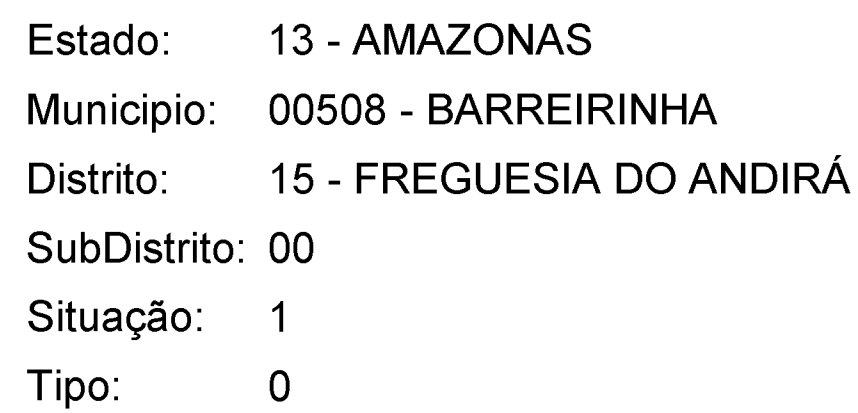 Estado: 13 - AMAZONAS
Municipio: 00508 - BARREIRINHA
Distrito: 15 - FREGUESIA DO ANDIRÁ
SubDistrito: 00
Situação: 1
Tipo: 0